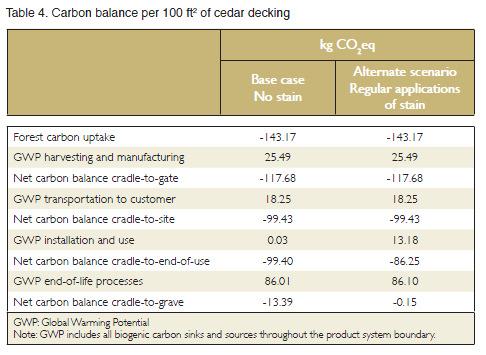 Table 4. Carbon balance per 100 ft² of cedar decking
kg CO₂eq
Base case
No stain
Alternate scenario
Regular applications
of stain
Forest carbon uptake -143.17 -143.17
GWP harvesting and manufacturing 25.49 25.49
Net carbon balance cradle-to-gate -117.68 -117.68
GWP transportation to customer 18.25 18.25
Net carbon balance cradle-to-site -99.43 -99.43
GWP installation and use 0.03 13.18
Net carbon balance cradle-to-end-of-use -99.40 -86.25
GWP end-of-life processes 86.01 86.10
Net carbon balance cradle-to-grave -13.39 -0.15
GWP: Global Warming Potential
Note: GWP includes all biogenic carbon sinks and sources throughout the product system boundary.